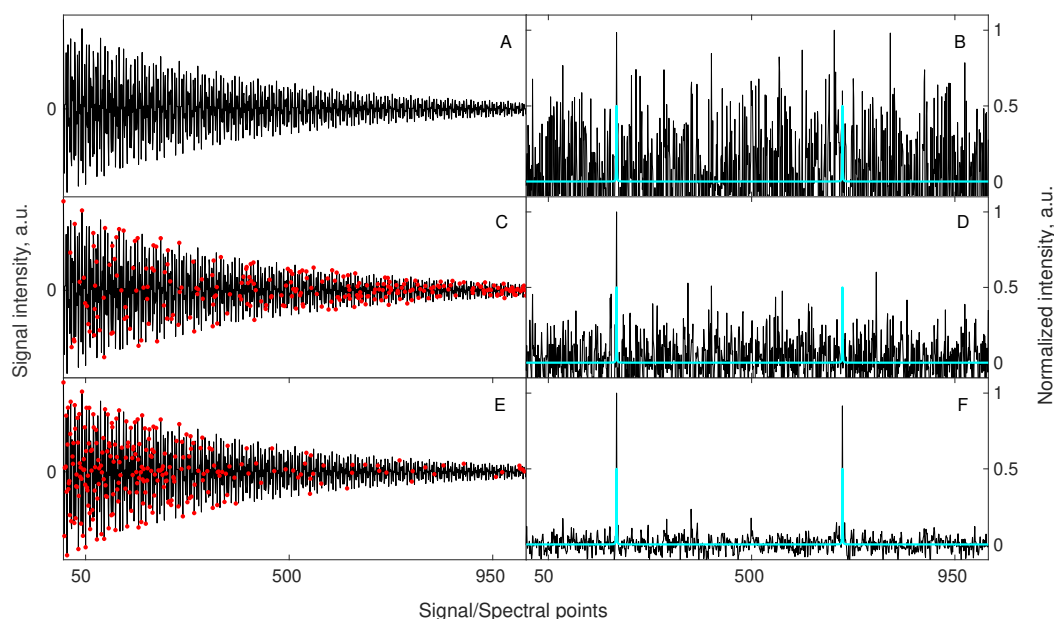 A
B
1
0
0.5
0
C
D
1
0
0.5
0
E
F
1
0
0.5
0
50
500
950
50
500
950
Signal intensity, a.u.
Normalized intensity, a.u.
Signal/Spectral points